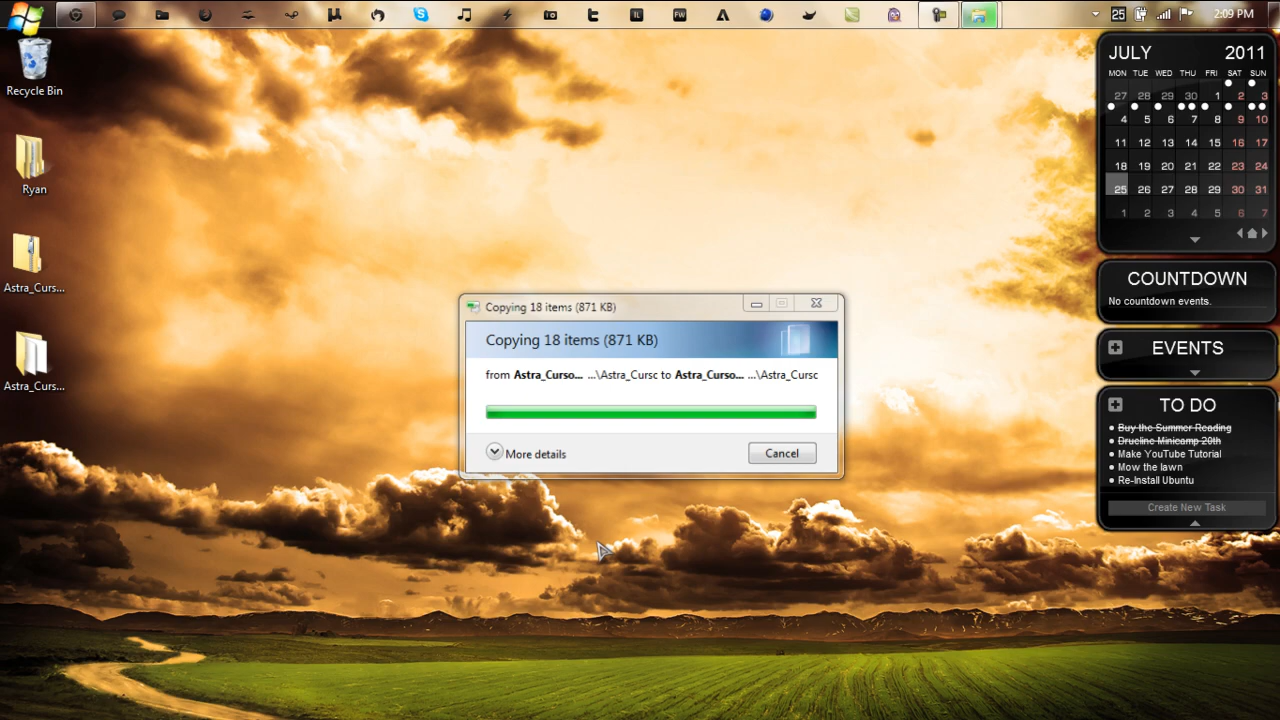 25
2:09 PM
Recycle Bin
Ryan
Astra_Curs...
Astra_Curs...
Copying 18 items (871 KB)
Copying 18 items (871 KB)
from Astra_Curso... ...\Astra_Cursc to Astra_Curso... ...\Astra_Cursc
More details
Cancel
JULY 2011
MON TUE WED THU FRI SAT SUN
27 28 29 30 1 2 3
4 5 6 7 8 9 10
11 12 13 14 15 16 17
18 19 20 21 22 23 24
25 26 27 28 29 30 31
1 2 3 4 5 6 7
COUNTDOWN
No countdown events.
EVENTS
TO DO
Buy the Summer Reading
Drueline Minicamp 20th
Make YouTube Tutorial
Mow the lawn
Re-Install Ubuntu
Create New Task